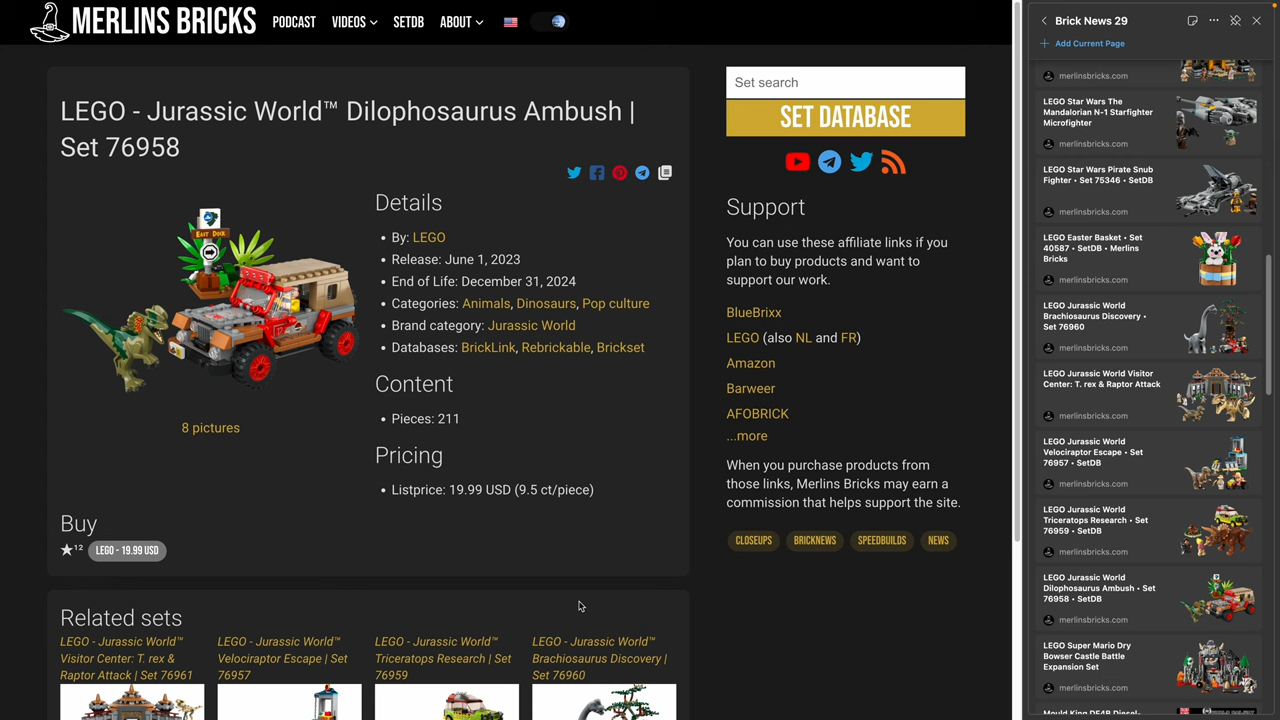 MERLINS BRICKS
PODCAST
VIDEOS
SETDB
ABOUT
LEGO - Jurassic World™ Dilophosaurus Ambush |
Set 76958
EAST DOCK
8 pictures
Details
• By: LEGO
• Release: June 1, 2023
• End of Life: December 31, 2024
• Categories: Animals, Dinosaurs, Pop culture
• Brand category: Jurassic World
• Databases: BrickLink, Rebrickable, Brickset
Content
• Pieces: 211
Pricing
• Listprice: 19.99 USD (9.5 ct/piece)
Buy
★12 LEGO - 19.99 USD
Related sets
LEGO - Jurassic World™
Visitor Center: T. rex &
Raptor Attack | Set 76961
LEGO - Jurassic World™
Velociraptor Escape | Set
76957
LEGO - Jurassic World™
Triceratops Research | Set
76959
LEGO - Jurassic World™
Brachiosaurus Discovery |
Set 76960
Set search
SET DATABASE
Support
You can use these affiliate links if you
plan to buy products and want to
support our work.
BlueBrixx
LEGO (also NL and FR)
Amazon
Barweer
AFOBRICK
...more
When you purchase products from
those links, Merlins Bricks may earn a
commission that helps support the site.
CLOSEUPS
BRICKNEWS
SPEEDBUILDS
NEWS
Brick News 29
Add Current Page
merlinsbricks.com
LEGO Star Wars The
Mandalorian N-1 Starfighter
Microfighter
merlinsbricks.com
LEGO Star Wars Pirate Snub
Fighter • Set 75346 • SetDB
merlinsbricks.com
LEGO Easter Basket • Set
40587 • SetDB • Merlins
Bricks
merlinsbricks.com
LEGO Jurassic World
Brachiosaurus Discovery •
Set 76960
merlinsbricks.com
LEGO Jurassic World Visitor
Center: T. rex & Raptor Attack
merlinsbricks.com
LEGO Jurassic World
Velociraptor Escape • Set
76957 • SetDB
merlinsbricks.com
LEGO Jurassic World
Triceratops Research • Set
76959 • SetDB
merlinsbricks.com
LEGO Jurassic World
Dilophosaurus Ambush • Set
76958 • SetDB
merlinsbricks.com
LEGO Super Mario Dry
Bowser Castle Battle
Expansion Set
merlinsbricks.com
Mould King DF4B Diesel-